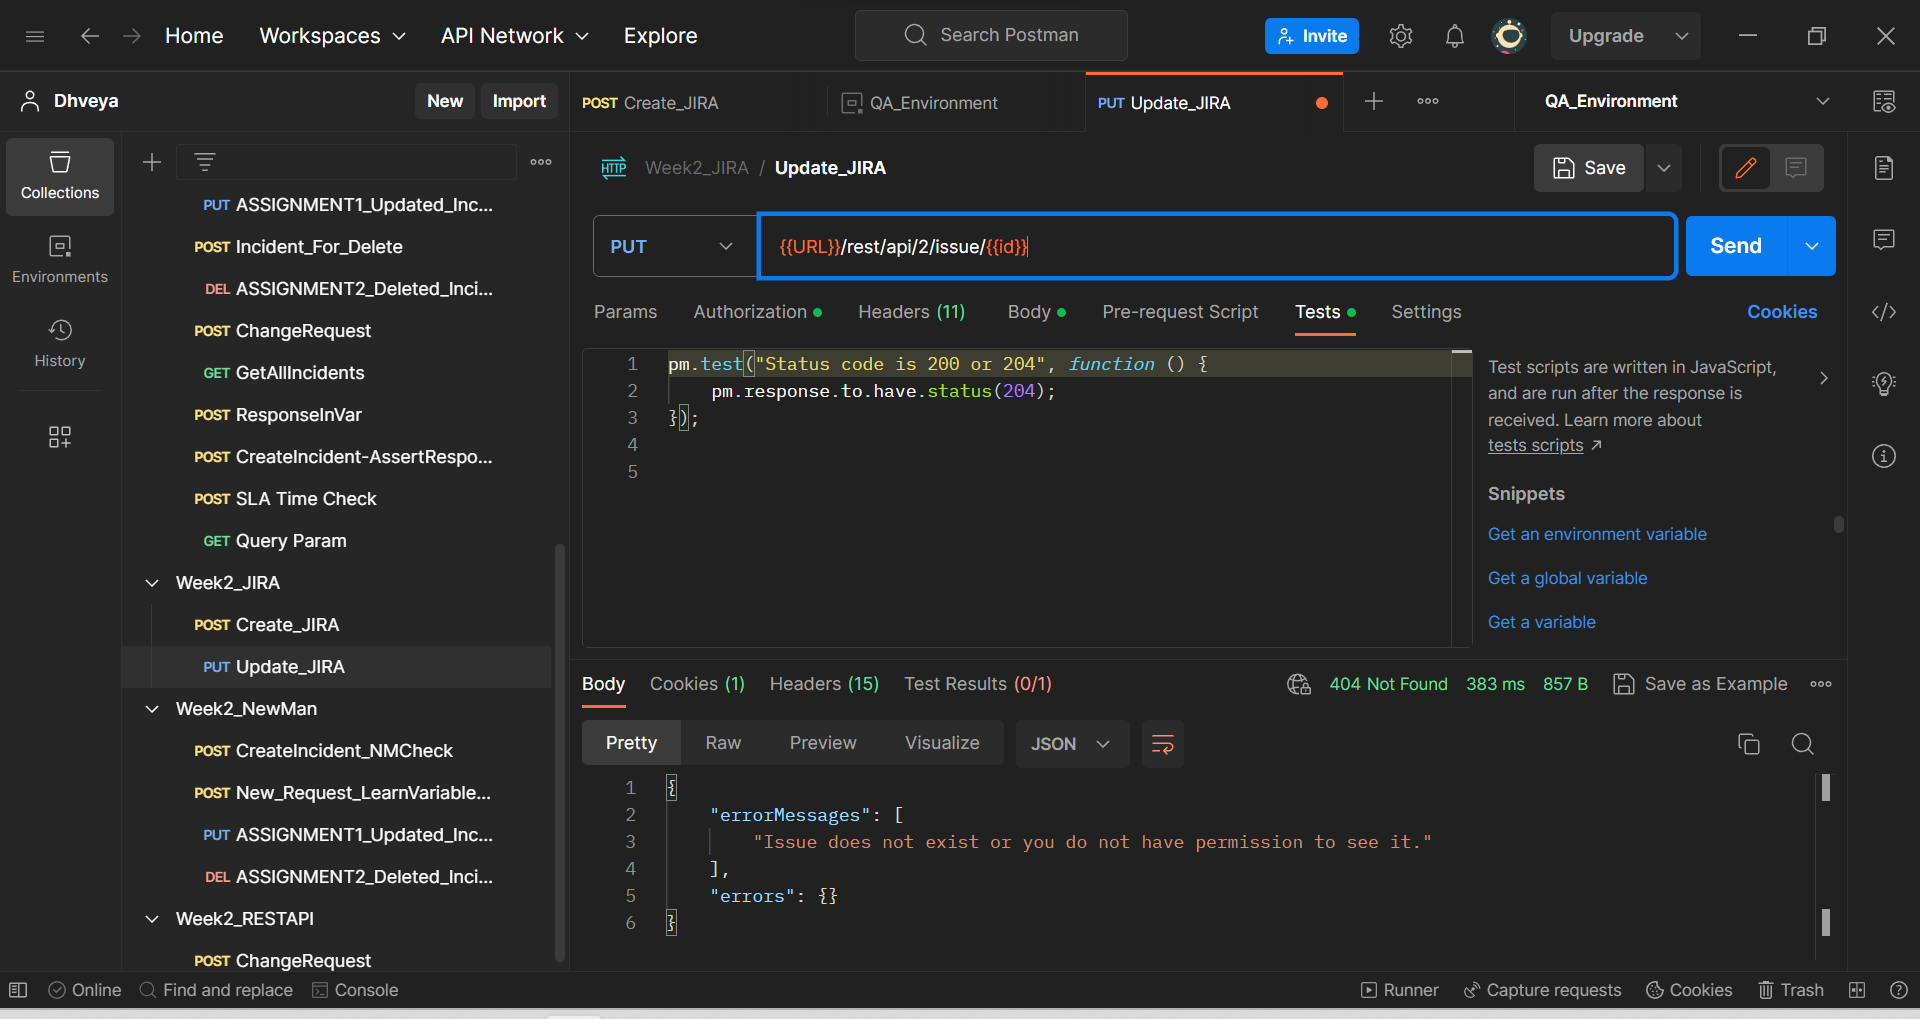 Home Workspaces API Network Explore Search Postman Invite Upgrade
Dhveya New Import
POST Create_JIRA QA_Environment PUT Update_JIRA QA_Environment
Collections
Environments
History
PUT ASSIGNMENT1_Updated_Inc...
POST Incident_For_Delete
DEL ASSIGNMENT2_Deleted_Inci...
POST ChangeRequest
GET GetAllIncidents
POST ResponseInVar
POST CreateIncident-AssertRespo...
POST SLA Time Check
GET Query Param
Week2_JIRA
POST Create_JIRA
PUT Update_JIRA
Week2_NewMan
POST CreateIncident_NMCheck
POST New_Request_LearnVariable...
PUT ASSIGNMENT1_Updated_Inc...
DEL ASSIGNMENT2_Deleted_Inci...
Week2_RESTAPI
POST ChangeRequest
HTTP Week2_JIRA / Update_JIRA Save
PUT {{URL}}/rest/api/2/issue/{{id}} Send
Params Authorization Headers (11) Body Pre-request Script Tests Settings Cookies
1 pm.test("Status code is 200 or 204", function () {
2 pm.response.to.have.status(204);
3 });
4
5
Test scripts are written in JavaScript,
and are run after the response is
received. Learn more about
tests scripts ↗
Snippets
Get an environment variable
Get a global variable
Get a variable
Body Cookies (1) Headers (15) Test Results (0/1) 404 Not Found 383 ms 857 B Save as Example
Pretty Raw Preview Visualize JSON
1 {
2 "errorMessages": [
3 "Issue does not exist or you do not have permission to see it."
4 ],
5 "errors": {}
6 }
Online Find and replace Console Runner Capture requests Cookies Trash